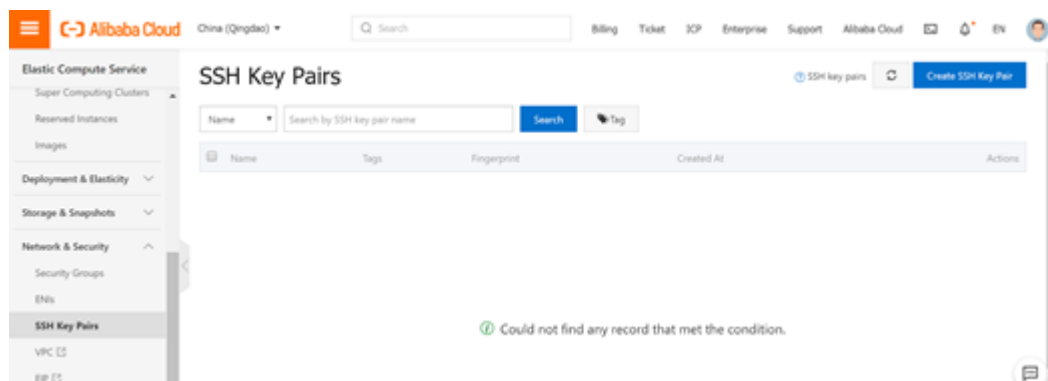 Alibaba Cloud China (Qingdao) Search Billing Ticket ICP Enterprise Support Alibaba Cloud EN
Elastic Compute Service
Super Computing Clusters
Reserved Instances
Images
Deployment & Elasticity
Storage & Snapshots
Network & Security
Security Groups
ENIs
SSH Key Pairs
VPC
EIP
SSH Key Pairs
SSH key pairs Create SSH Key Pair
Name Search by SSH key pair name Search Tag
Name Tags Fingerprint Created At Actions
Could not find any record that met the condition.